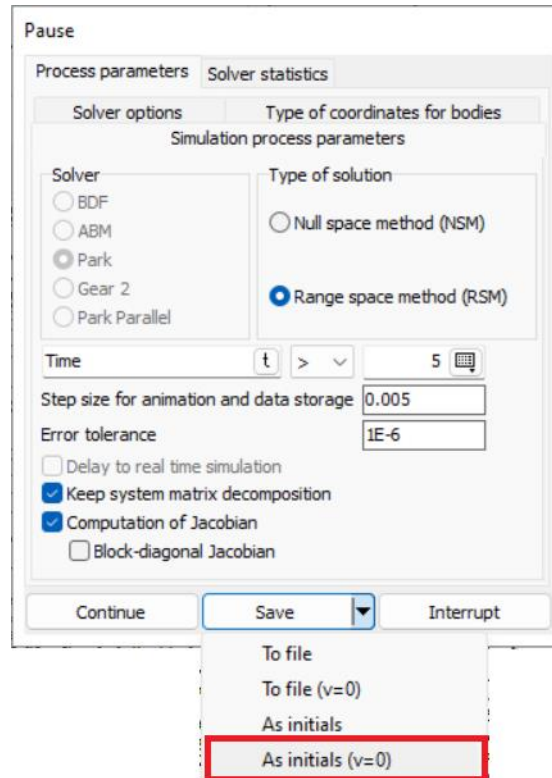 Pause
Process parameters Solver statistics
Solver options Type of coordinates for bodies
Simulation process parameters
Solver
BDF
ABM
Park
Gear 2
Park Parallel
Type of solution
Null space method (NSM)
Range space method (RSM)
Time t > 5
Step size for animation and data storage 0.005
Error tolerance 1E-6
Delay to real time simulation
Keep system matrix decomposition
Computation of Jacobian
Block-diagonal Jacobian
Continue Save Interrupt
To file
To file (v=0)
As initials
As initials (v=0)